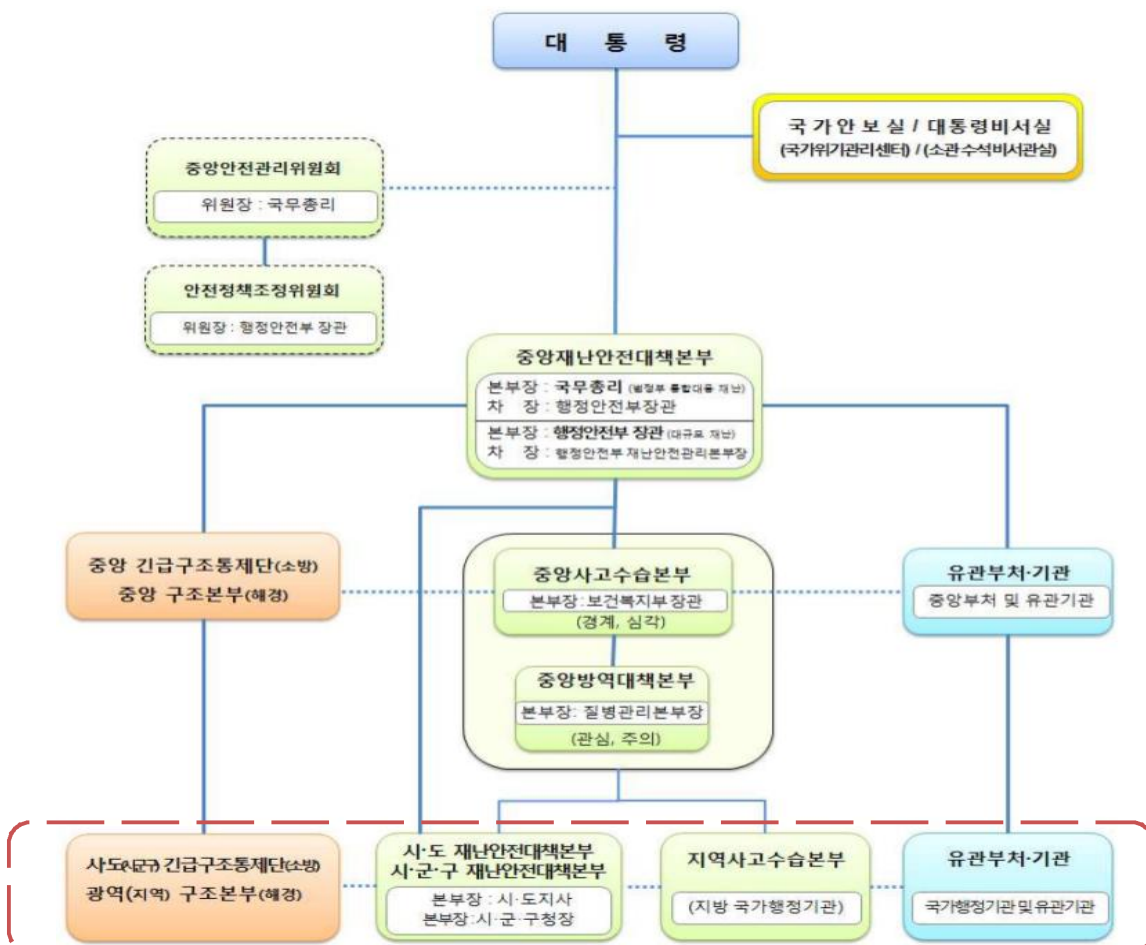 대 통 령
국가안보실 / 대통령비서실
(국가위기관리센터) / (소관수석비서관실)
중앙안전관리위원회
위원장 : 국무총리
안전정책조정위원회
위원장 : 행정안전부 장관
중앙재난안전대책본부
본부장 : 국무총리 (범정부 통합대응 재난)
차 장 : 행정안전부장관
본부장 : 행정안전부 장관 (대규모 재난)
차 장 : 행정안전부 재난안전관리본부장
중앙 긴급구조통제단(소방)
중앙 구조본부(해경)
중앙사고수습본부
본부장:보건복지부장관
(경계, 심각)
유관부처·기관
중앙부처 및 유관기관
중앙방역대책본부
본부장: 질병관리본부장
(관심, 주의)
시도(시군구) 긴급구조통제단(소방)
광역(지역) 구조본부(해경)
시·도 재난안전대책본부
시·군·구 재난안전대책본부
본부장 : 시·도지사
본부장:시·군·구청장
지역사고수습본부
(지방 국가행정기관)
유관부처·기관
국가행정기관 및 유관기관